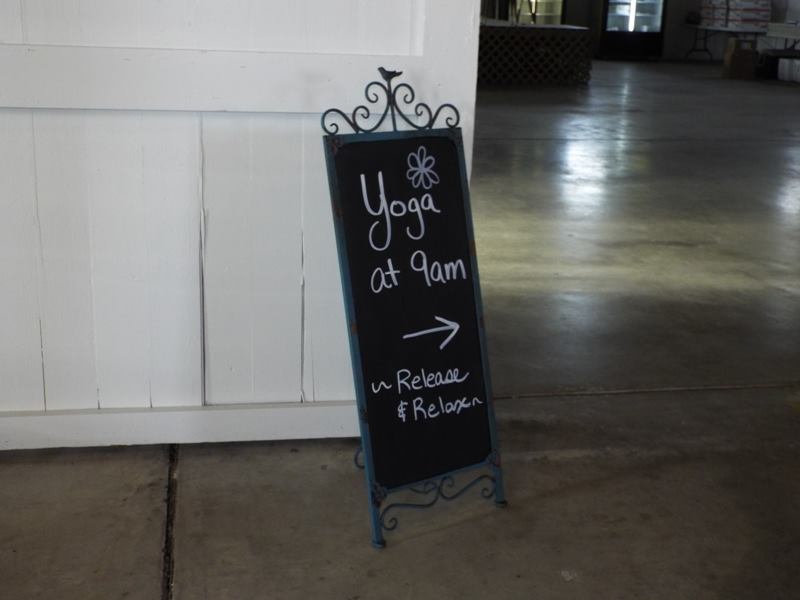 Yoga
at 9am
~ Release
& Relax ~